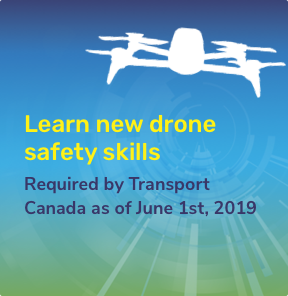 Learn new drone
safety skills
Required by Transport
Canada as of June 1st, 2019